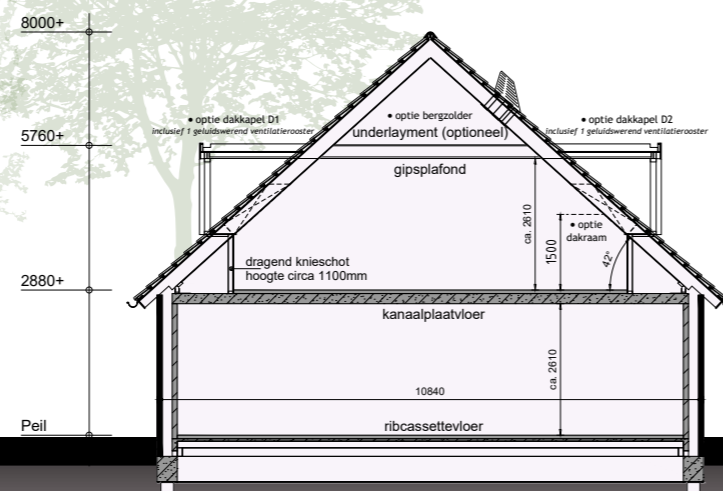 8000+
• optie dakkapel D1
inclusief 1 geluidswerend ventilatierooster
• optie bergzolder
underlayment (optioneel)
• optie dakkapel D2
inclusief 1 geluidswerend ventilatierooster
5760+
gipsplafond
ca. 2610
1500
• optie
dakraam
42°
dragend knieschot
hoogte circa 1100mm
2880+
kanaalplaatvloer
ca. 2610
10840
Peil
ribcassettevloer